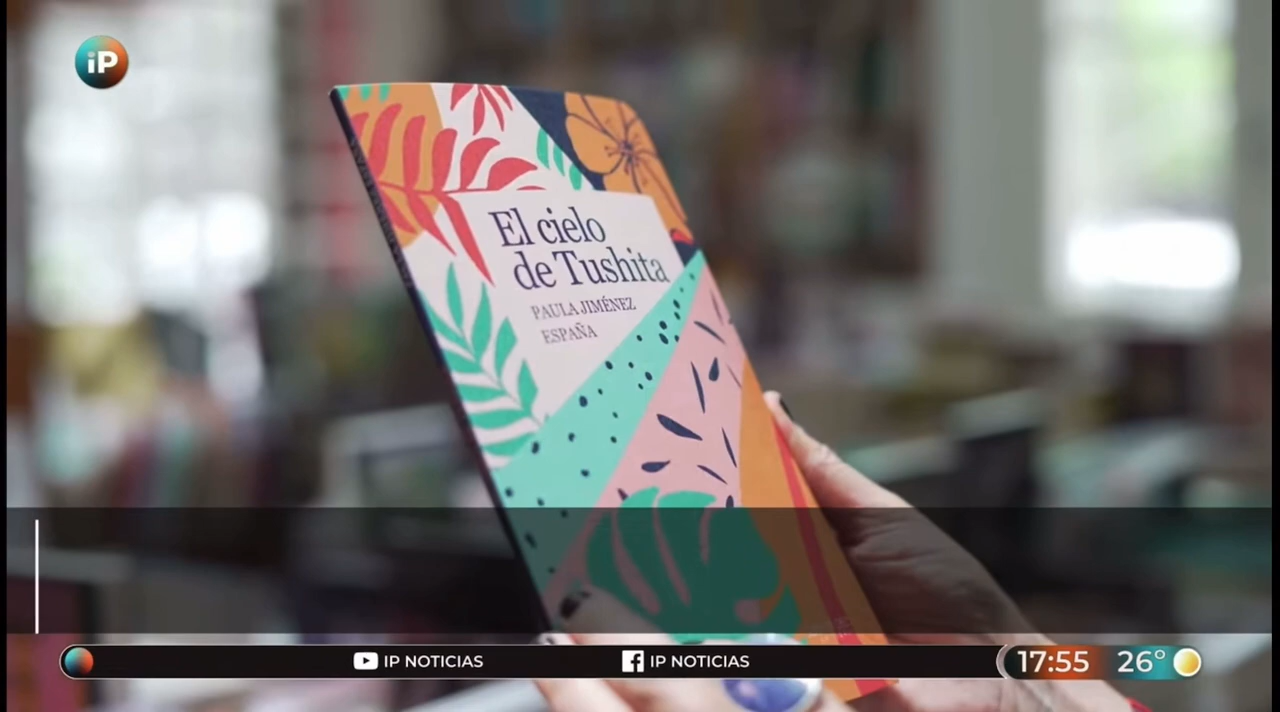 iP
El cielo
de Tushita
PAULA JIMÉNEZ
ESPAÑA
IP NOTICIAS
IP NOTICIAS
17:55 26°